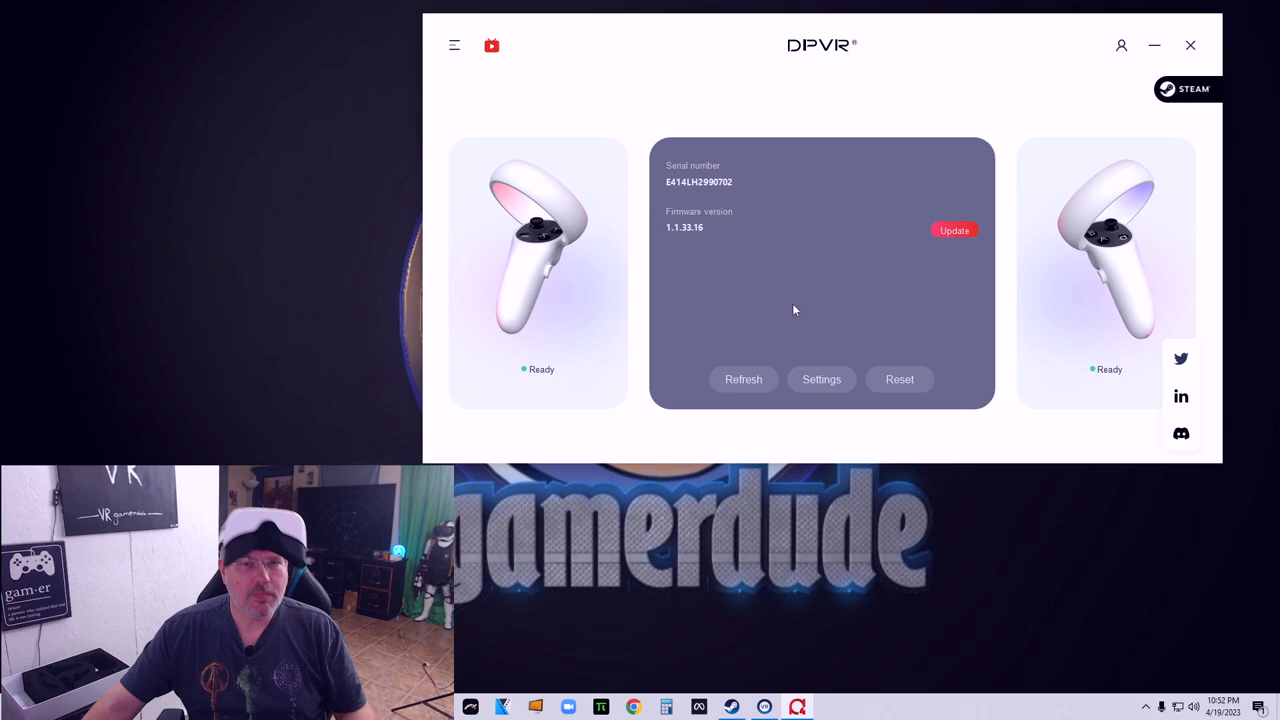 DPVR®
STEAM®
Serial number
E414LH2990702
Firmware version
1.1.33.16
Update
Ready
Refresh
Settings
Reset
Ready
gamerdude
VR
VR gamerdude
gam·er
10:52 PM
4/19/2023